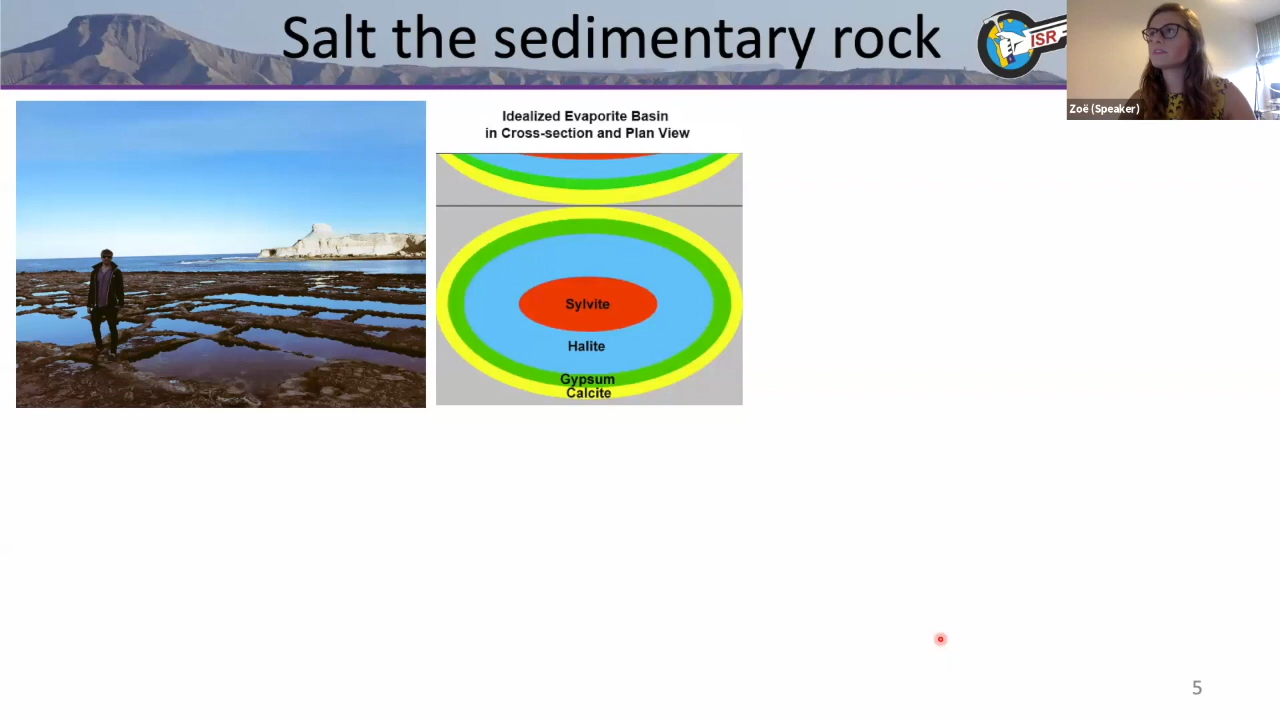 Salt the sedimentary rock
ISR
Zoë (Speaker)
Idealized Evaporite Basin
in Cross-section and Plan View
Sylvite
Halite
Gypsum
Calcite
5